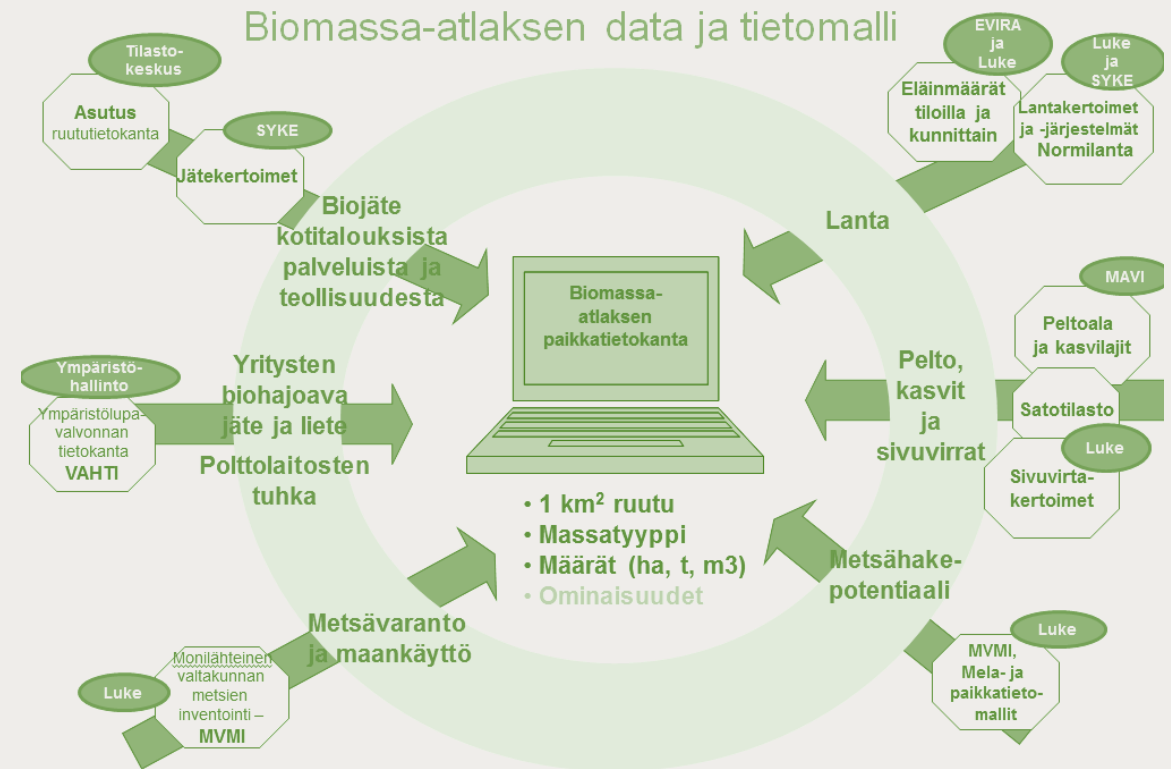 Biomassa-atlaksen data ja tietomalli
Tilasto-
keskus
Asutus
ruututietokanta
SYKE
Jätekertoimet
Biojäte
kotitalouksista
palveluista ja
teollisuudesta
EVIRA
ja
Luke
Eläinmäärät
tiloilla ja
kunnittain
Luke
ja
SYKE
Lantakertoimet
ja -järjestelmät
Normilanta
Lanta
Biomassa-
atlaksen
paikkatietokanta
MAVI
Peltoala
ja kasvilajit
Satotilasto
Luke
Sivuvirta-
kertoimet
Pelto,
kasvit
ja
sivuvirrat
Ympäristö-
hallinto
Ympäristölupa-
valvonnan
tietokanta
VAHTI
Yritysten
biohajoava
jäte ja liete
Polttolaitosten
tuhka
• 1 km² ruutu
• Massatyyppi
• Määrät (ha, t, m3)
• Ominaisuudet
Metsähake-
potentiaali
Luke
MVMI,
Mela- ja
paikkatieto-
mallit
Metsävaranto
ja maankäyttö
Luke
Monilähteinen
valtakunnan
metsien
inventointi –
MVMI